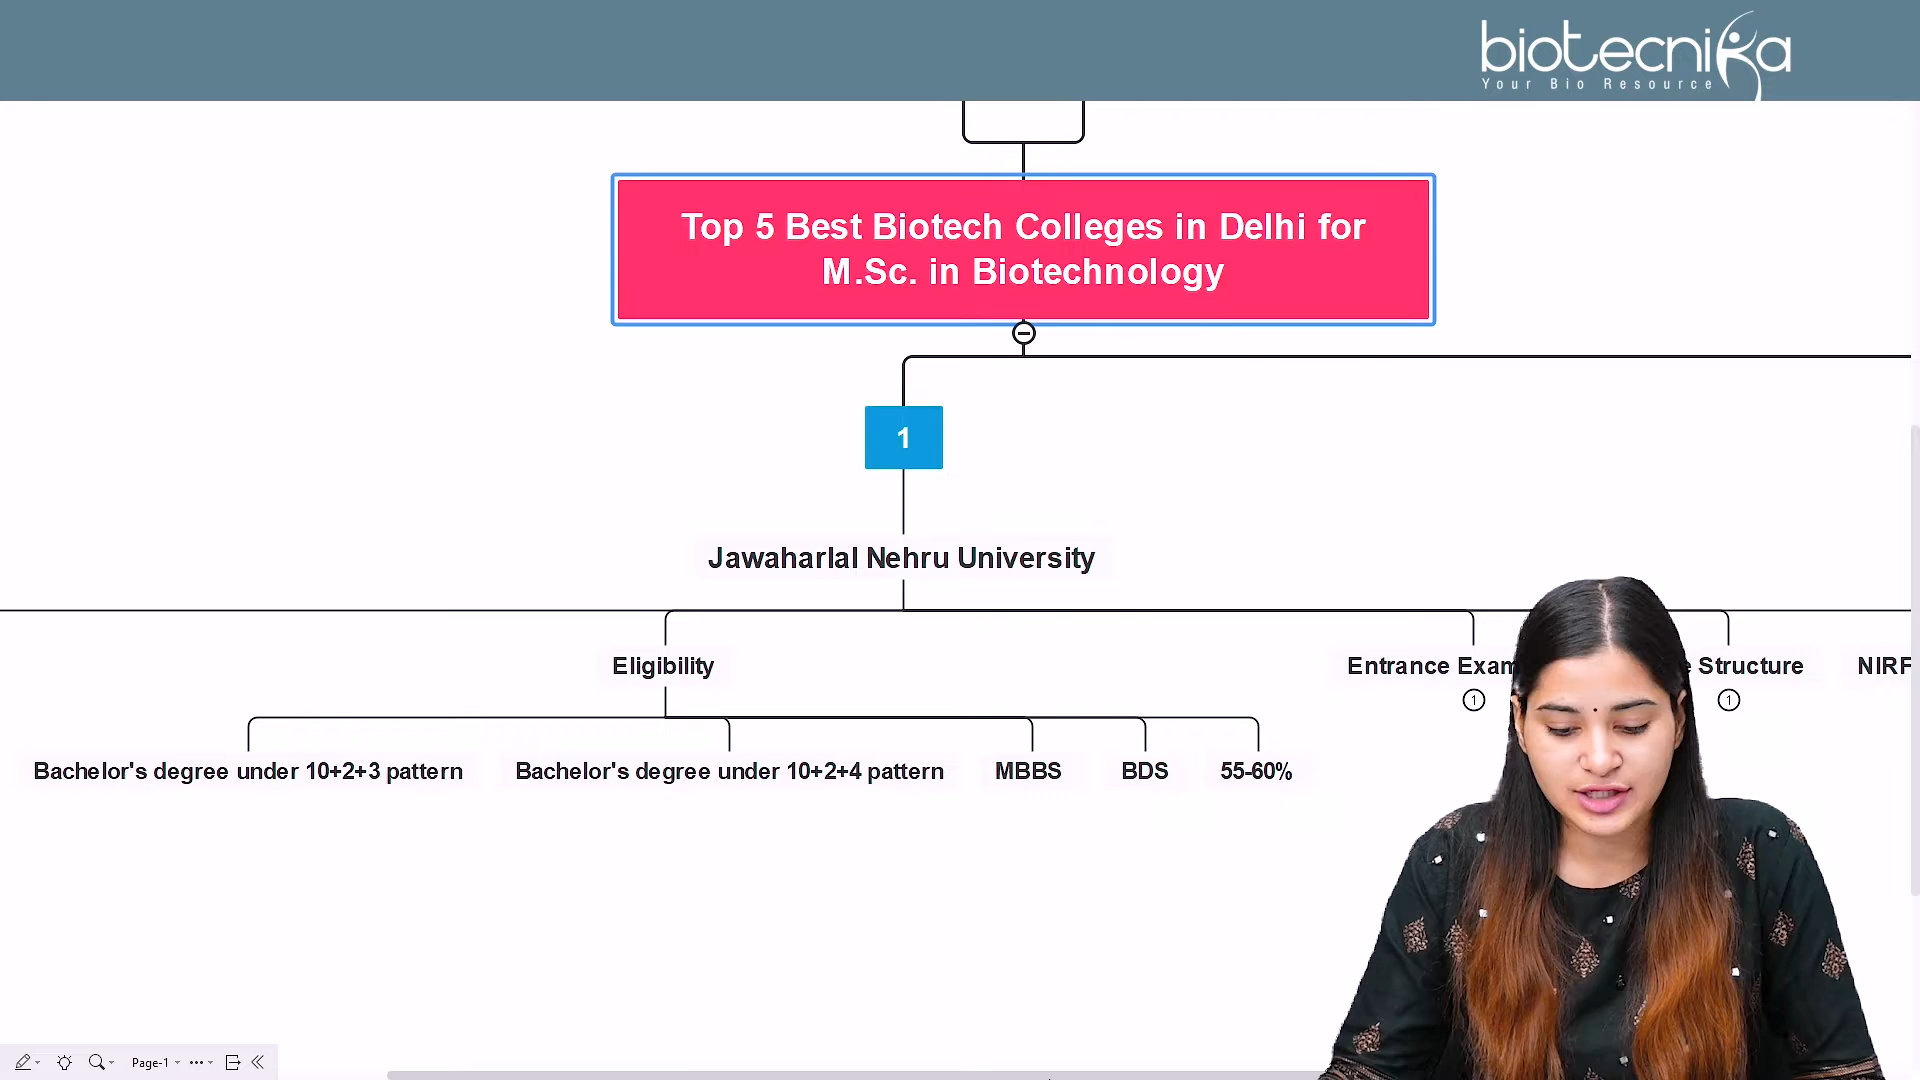 biotecnika
Your Bio Resource
Top 5 Best Biotech Colleges in Delhi for
M.Sc. in Biotechnology
1
Jawaharlal Nehru University
Eligibility
Entrance Exam
Structure
NIRF
1
1
Bachelor's degree under 10+2+3 pattern
Bachelor's degree under 10+2+4 pattern
MBBS
BDS
55-60%
Page-1